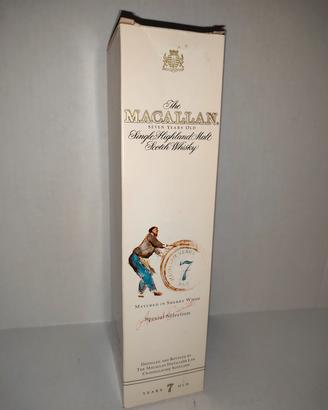 The
MACALLAN.
SEVEN YEARS OLD
Single Highland Malt
Scotch Whisky
7
MATURED IN SHERRY WOOD
Special Selection
DISTILLED AND BOTTLED BY
THE MACALLAN DISTILLERS LTD.
CRAIGELLACHIE SCOTLAND
YEARS 7 OLD